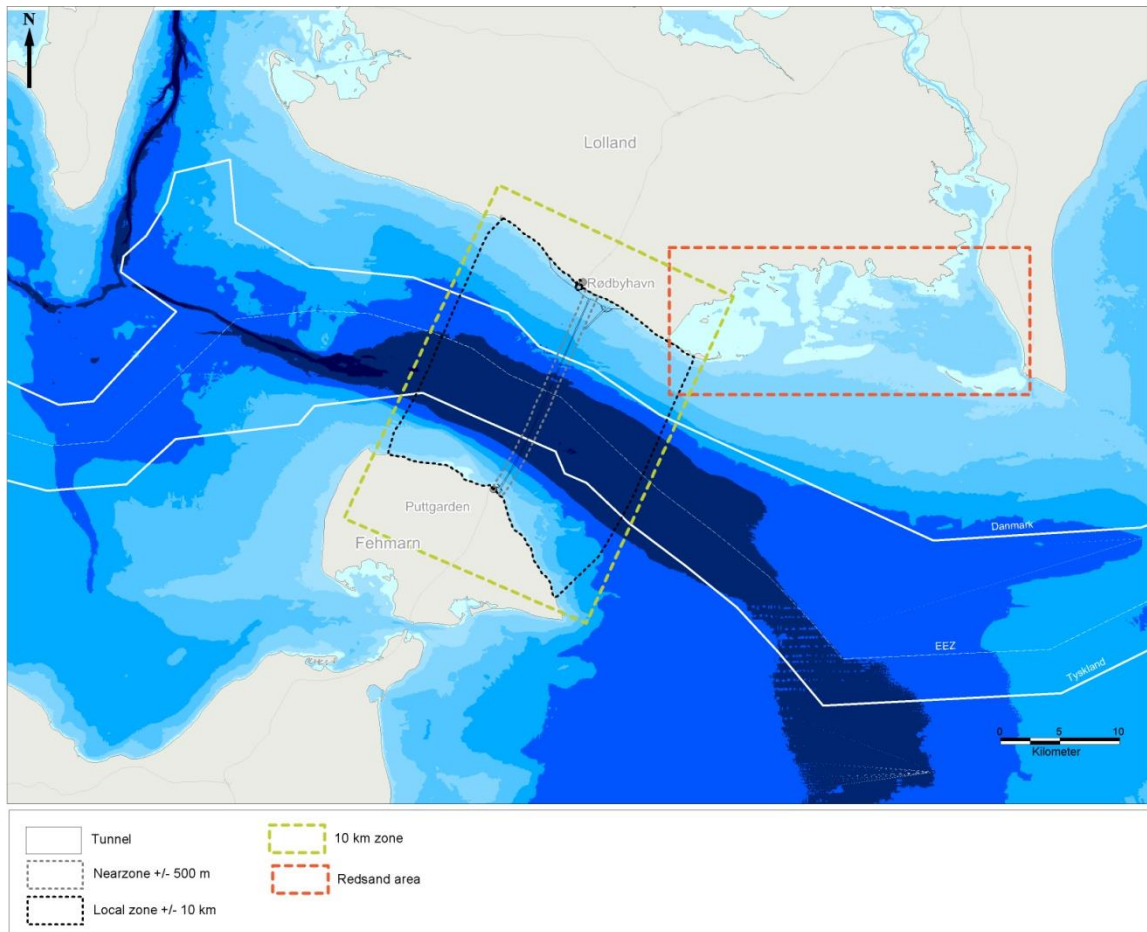 N
Lolland
Rødbyhavn
Puttgarden
Fehmarn
Danmark
EEZ
Tyskland
0 5 10
Kilometer
Tunnel
10 km zone
Nearzone +/- 500 m
Redsand area
Local zone +/- 10 km